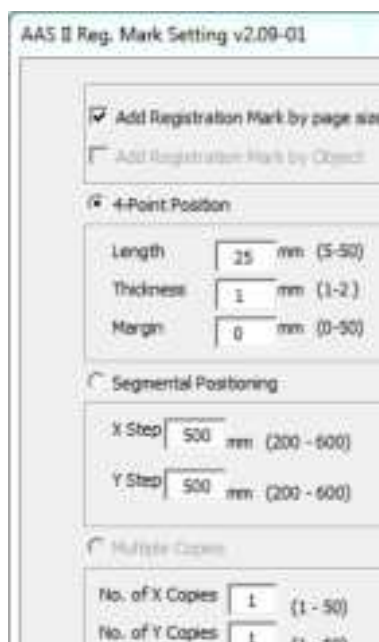 AAS II Reg. Mark Setting v2.09-01
Add Registration Mark by page size
Add Registration Mark by Object
4-Point Position
Length 25 mm (5-50)
Thickness 1 mm (1-2)
Margin 0 mm (0-50)
Segmental Positioning
X Step 500 mm (200 - 600)
Y Step 500 mm (200 - 600)
Multiple Copies
No. of X Copies 1 (1 - 50)
No. of Y Copies 1